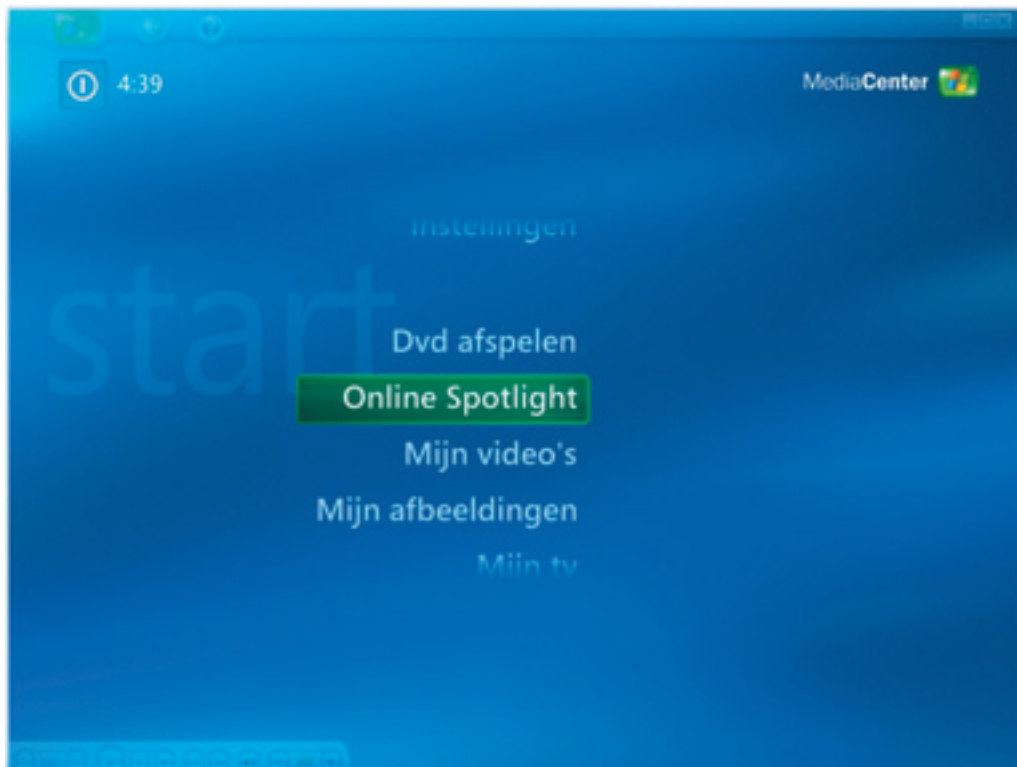 4:39
MediaCenter
Instellingen
start
Dvd afspelen
Online Spotlight
Mijn video's
Mijn afbeeldingen
Mijn tv